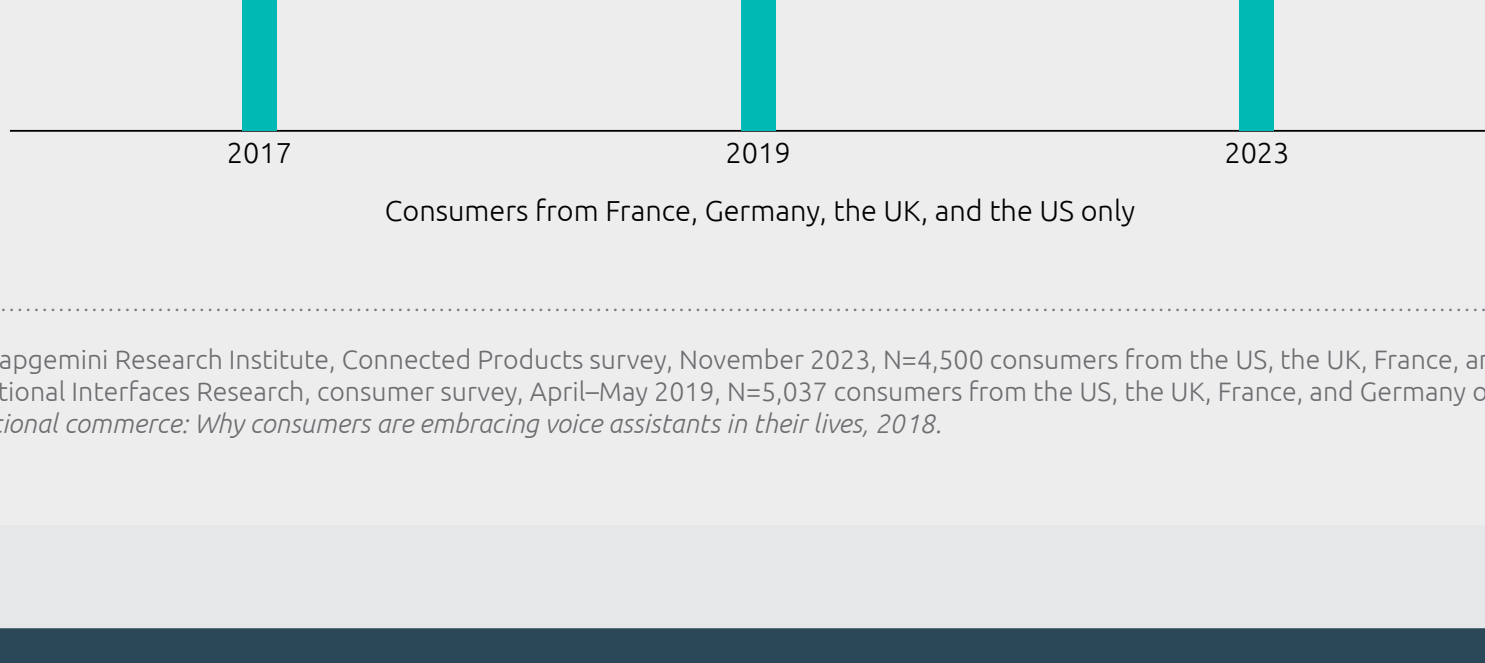 2017 2019 2023
Consumers from France, Germany, the UK, and the US only
apgemini Research Institute, Connected Products survey, November 2023, N=4,500 consumers from the US, the UK, France, an
tional Interfaces Research, consumer survey, April–May 2019, N=5,037 consumers from the US, the UK, France, and Germany o
tional commerce: Why consumers are embracing voice assistants in their lives, 2018.